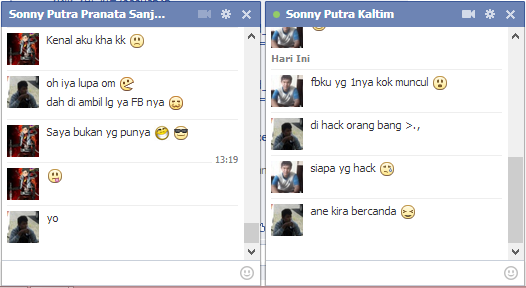 Sonny Putra Pranata Sanj...
Kenal aku kha kk
oh iya lupa om
dah di ambil lg ya FB nya
Saya bukan yg punya
13:19
yo
Sonny Putra Kaltim
Hari Ini
fbku yg 1nya kok muncul
di hack orang bang >.,
siapa yg hack
ane kira bercanda